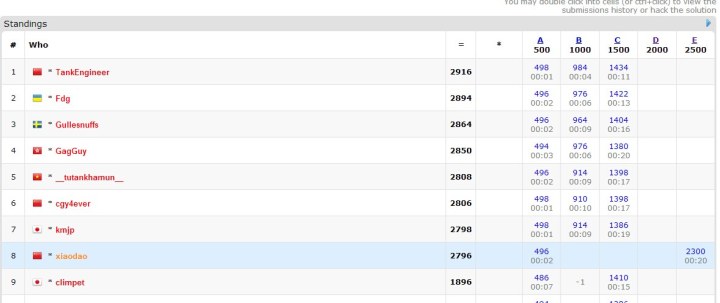 You may double click into cells (or ctrl+click) to view the
submissions history or hack the solution
Standings
# Who = * A B C D E
500 1000 1500 2000 2500
1 * TankEngineer 2916 498 984 1434
00:01 00:04 00:11
2 * Fdg 2894 496 976 1422
00:02 00:06 00:13
3 * Gullesnuffs 2864 496 964 1404
00:02 00:09 00:16
4 * GagGuy 2850 494 976 1380
00:03 00:06 00:20
5 * __tutankhamun__ 2808 496 914 1398
00:02 00:09 00:17
6 * cgy4ever 2806 498 910 1398
00:01 00:10 00:17
7 * kmjp 2798 498 914 1386
00:01 00:09 00:19
8 * xiaodao 2796 496 2300
00:02 00:20
9 * climpet 1896 486 -1 1410
00:07 00:15